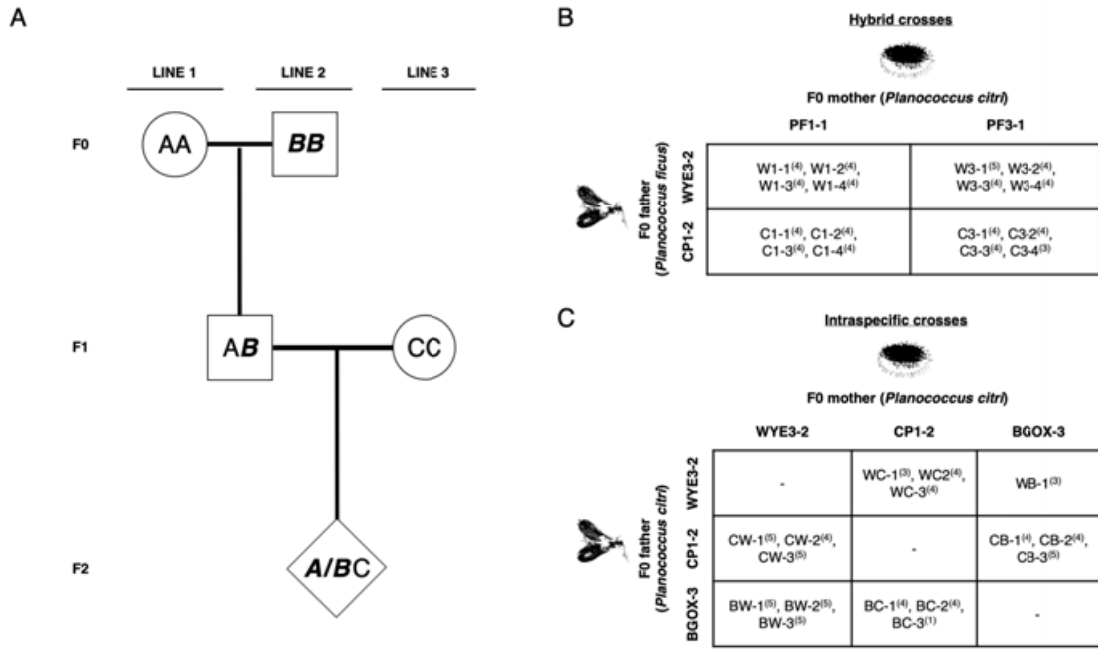 A
LINE 1 LINE 2 LINE 3
F0
AA BB
F1
AB CC
F2
A/BC
B
Hybrid crosses
F0 mother (Planococcus citri)
PF1-1 PF3-1
F0 father
(Planococcus ficus)
WYE3-2
W1-1(4), W1-2(4),
W1-3(4), W1-4(4)
W3-1(5), W3-2(4),
W3-3(4), W3-4(4)
CP1-2
C1-1(4), C1-2(4),
C1-3(4), C1-4(4)
C3-1(4), C3-2(4),
C3-3(4), C3-4(3)
C
Intraspecific crosses
F0 mother (Planococcus citri)
WYE3-2 CP1-2 BGOX-3
F0 father
(Planococcus citri)
WYE3-2
-
WC-1(3), WC2(4),
WC-3(4)
WB-1(3)
CP1-2
CW-1(5), CW-2(4),
CW-3(5)
-
CB-1(4), CB-2(4),
CB-3(5)
BGOX-3
BW-1(5), BW-2(5),
BW-3(5)
BC-1(4), BC-2(4),
BC-3(1)
-